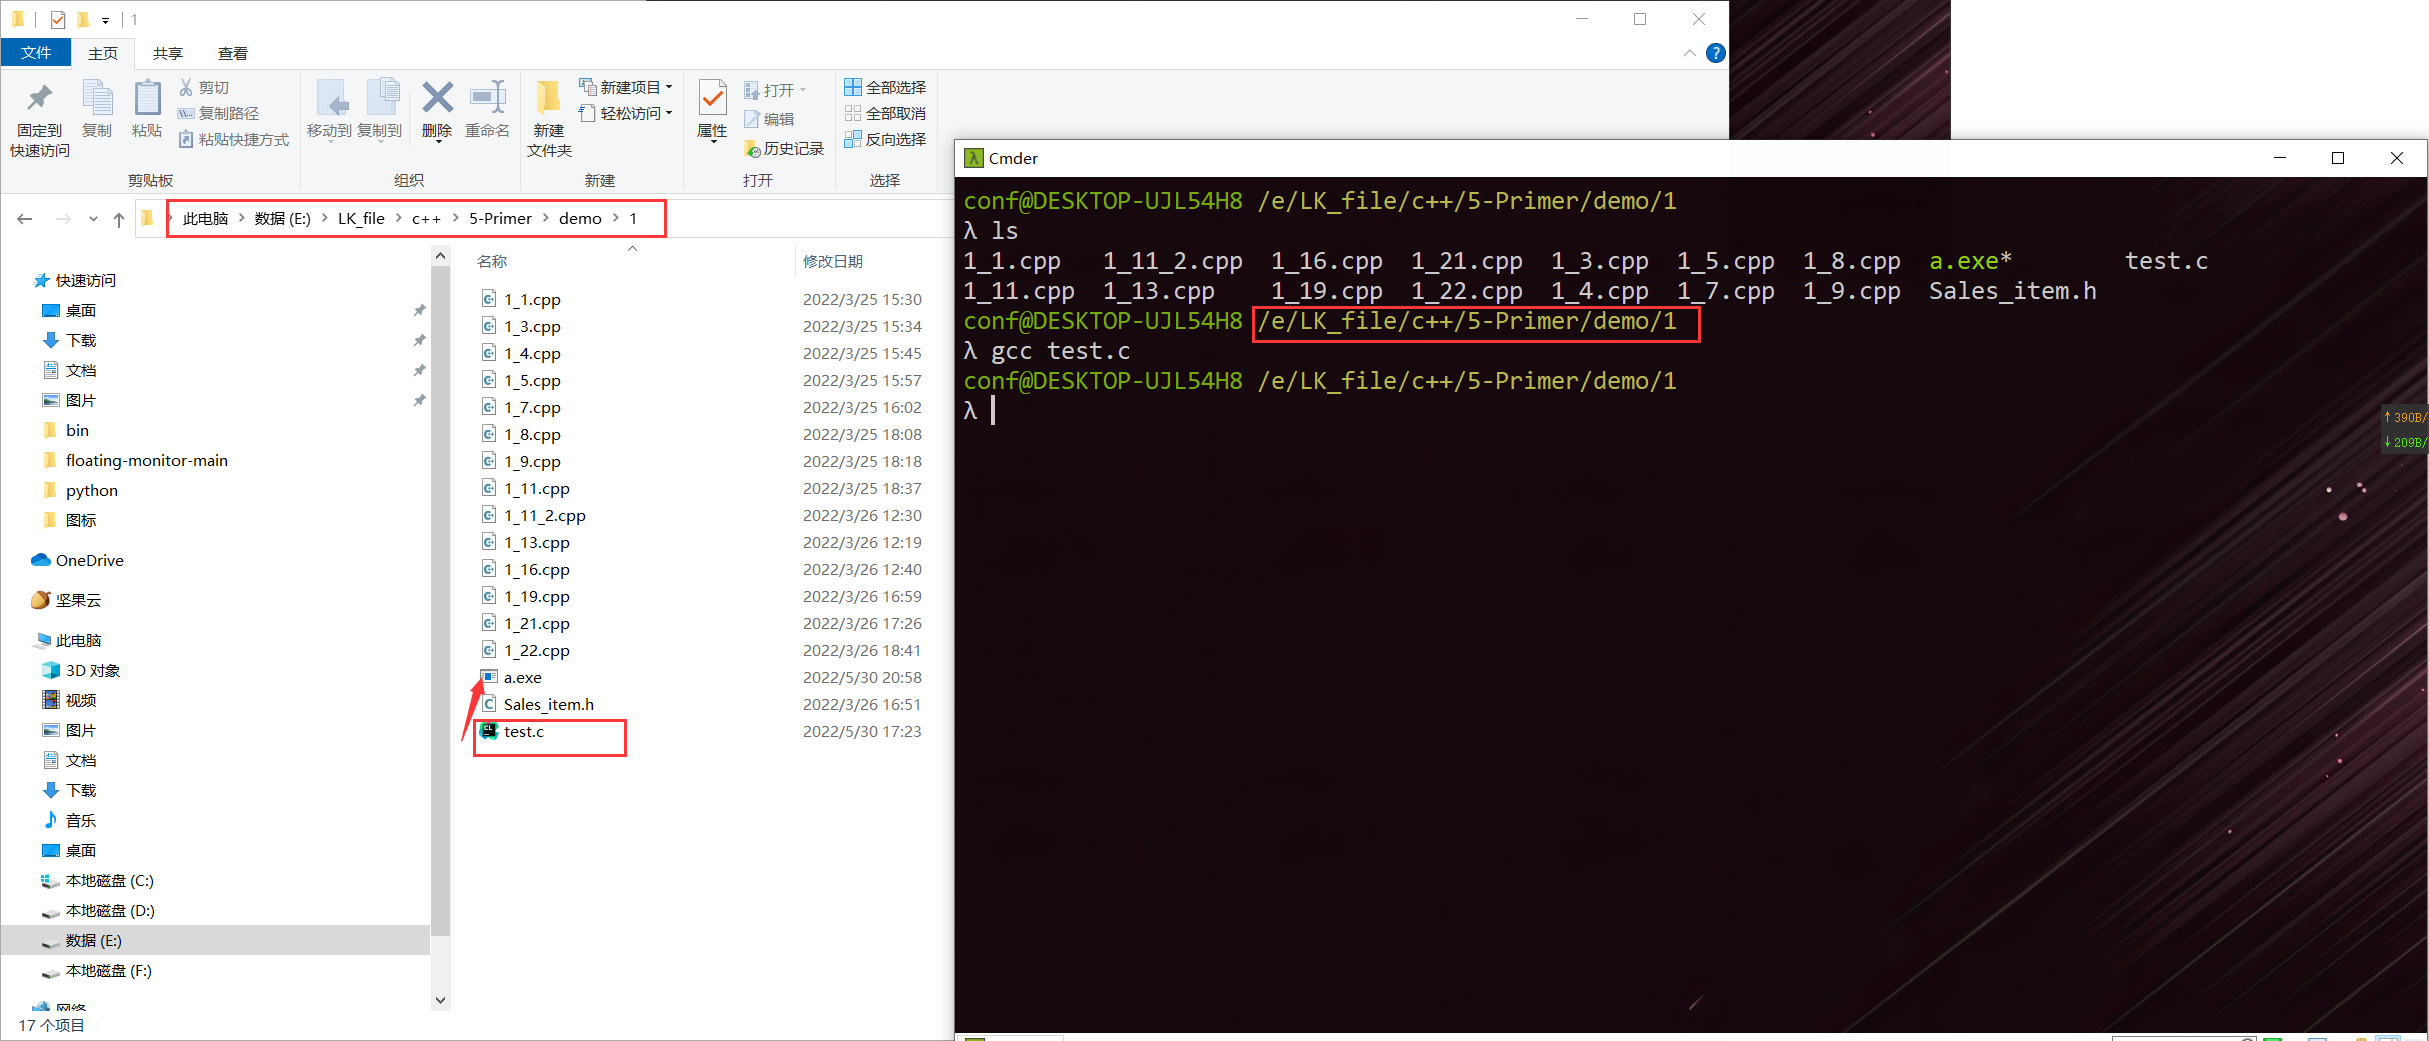 1
文件 主页 共享 查看
固定到
快速访问
复制
粘贴
剪切
复制路径
粘贴快捷方式
剪贴板
移动到 复制到 删除 重命名
组织
新建
文件夹
新建项目
轻松访问
新建
属性
打开
编辑
历史记录
打开
全部选择
全部取消
反向选择
选择
此电脑 数据 (E:) LK_file c++ 5-Primer demo 1
快速访问
桌面
下载
文档
图片
bin
floating-monitor-main
python
图标
OneDrive
坚果云
此电脑
3D 对象
视频
图片
文档
下载
音乐
桌面
本地磁盘 (C:)
本地磁盘 (D:)
数据 (E:)
本地磁盘 (F:)
网络
17 个项目
名称 修改日期
1_1.cpp 2022/3/25 15:30
1_3.cpp 2022/3/25 15:34
1_4.cpp 2022/3/25 15:45
1_5.cpp 2022/3/25 15:57
1_7.cpp 2022/3/25 16:02
1_8.cpp 2022/3/25 18:08
1_9.cpp 2022/3/25 18:18
1_11.cpp 2022/3/25 18:37
1_11_2.cpp 2022/3/26 12:30
1_13.cpp 2022/3/26 12:19
1_16.cpp 2022/3/26 12:40
1_19.cpp 2022/3/26 16:59
1_21.cpp 2022/3/26 17:26
1_22.cpp 2022/3/26 18:41
a.exe 2022/5/30 20:58
Sales_item.h 2022/3/26 16:51
test.c 2022/5/30 17:23
λ Cmder
conf@DESKTOP-UJL54H8 /e/LK_file/c++/5-Primer/demo/1
λ ls
1_1.cpp 1_11_2.cpp 1_16.cpp 1_21.cpp 1_3.cpp 1_5.cpp 1_8.cpp a.exe* test.c
1_11.cpp 1_13.cpp 1_19.cpp 1_22.cpp 1_4.cpp 1_7.cpp 1_9.cpp Sales_item.h
conf@DESKTOP-UJL54H8 /e/LK_file/c++/5-Primer/demo/1
λ gcc test.c
conf@DESKTOP-UJL54H8 /e/LK_file/c++/5-Primer/demo/1
λ
↑ 390B/
↓ 209B/